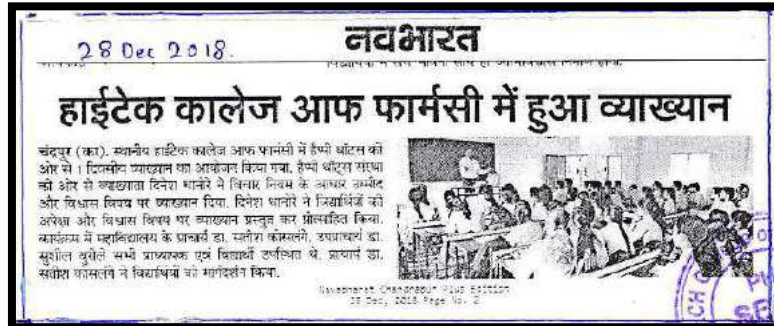 28 Dec 2018.
नवभारत
हाईटेक कालेज आफ फार्मसी में हुआ व्याख्यान
चंद्रपूर (का). स्थानीय हाईटेक कालेज आफ फार्मसी में हैप्पी थॉट्स की
ओर से 1 दिवसीय व्याख्यान का आयोजन किया गया. हैप्पी थॉट्स संस्था
की ओर से व्याख्याता दिनेश धानोरे ने विचार नियम के आधार उम्मीद
और विश्वास विषय पर व्याख्यान दिया. दिनेश धानोरे ने विद्यार्थियों को
अपेक्षा और विश्वास विषय पर व्याख्यान प्रस्तुत कर प्रोत्साहित किया.
कार्यक्रम में महाविद्यालय के प्राचार्य डा. सतीश कोसलगे, उपप्राचार्य डा.
सुशील बुरीले सभी प्राध्यापक एवं विद्यार्थी उपस्थित थे. प्राचार्य डा.
सतीश कोसलगे ने विद्यार्थियों को मार्गदर्शन किया.
Navabharat Chandrapur Plus Edition
28 Dec, 2018 Page No. 2